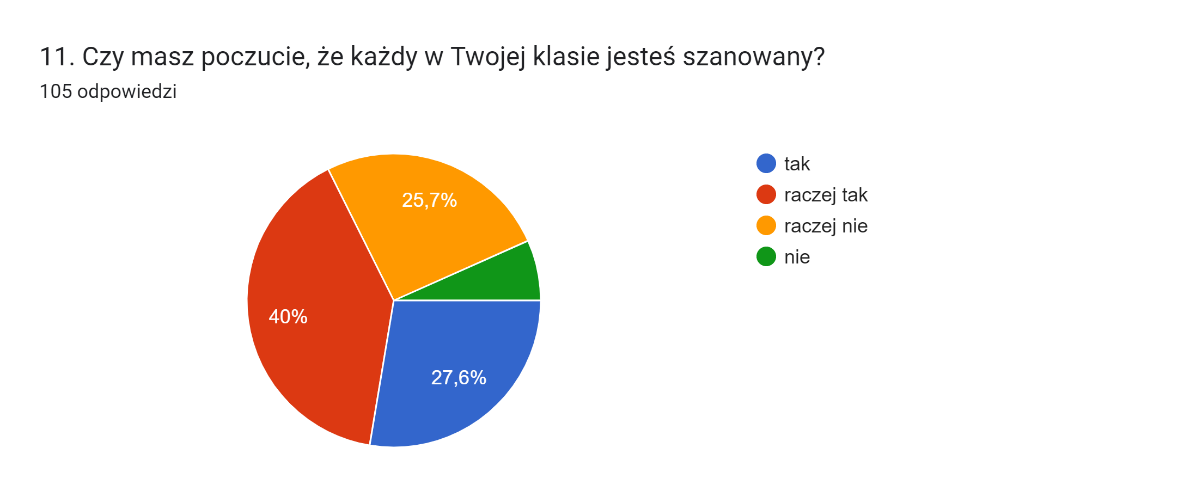 11. Czy masz poczucie, że każdy w Twojej klasie jesteś szanowany?
105 odpowiedzi
25,7%
40%
27,6%
tak
raczej tak
raczej nie
nie